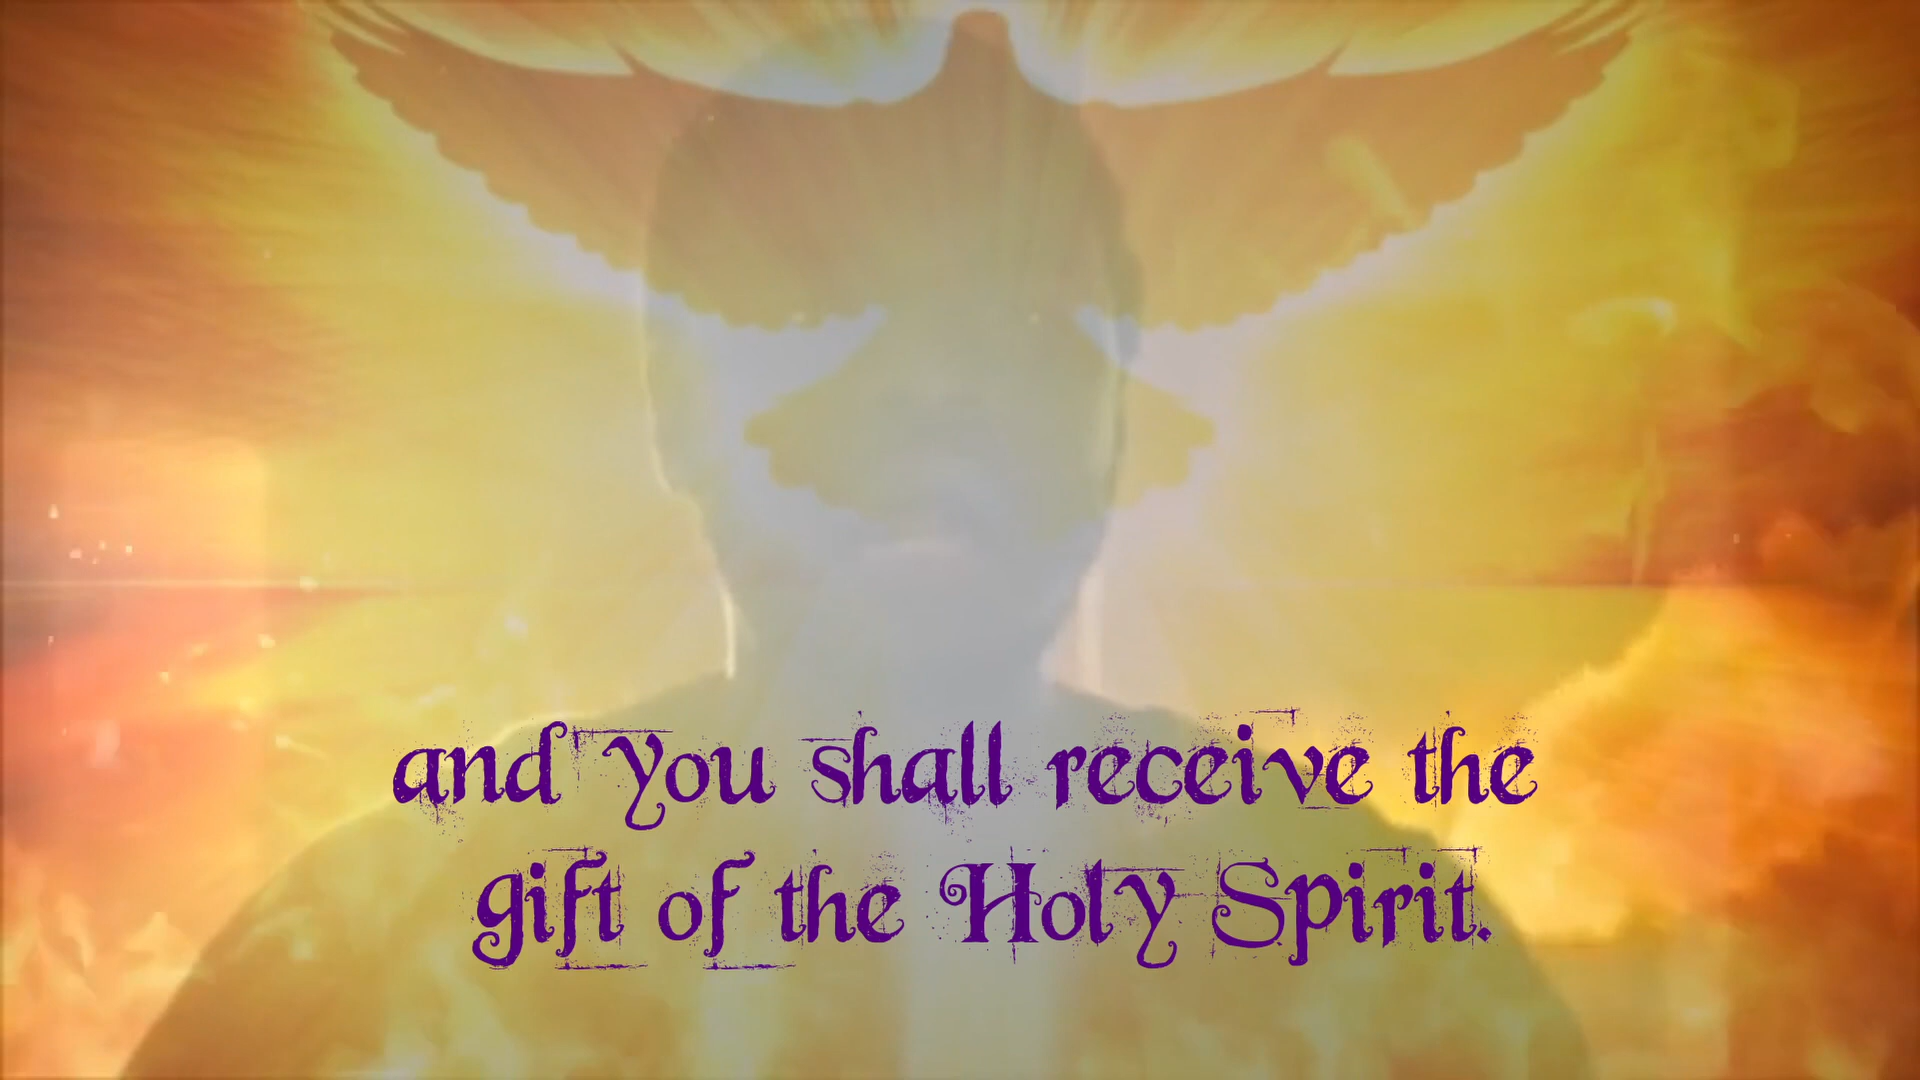 and you shall receive the
gift of the Holy Spirit.